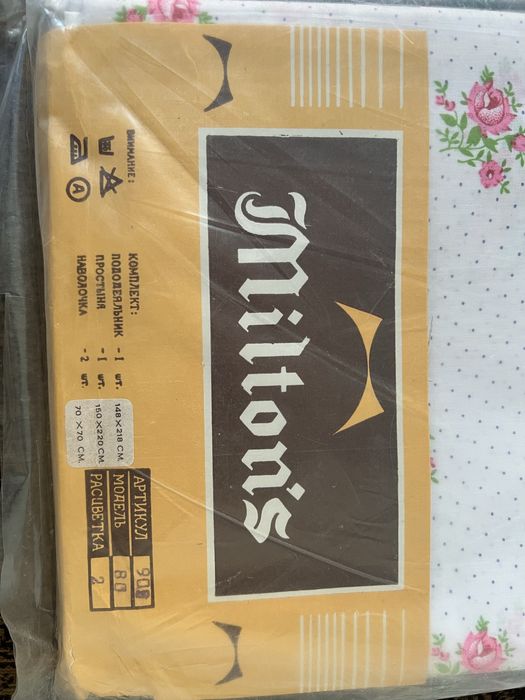 Milton's
ВНИМАНИЕ:
А
КОМПЛЕКТ:
ПОДОДЕЯЛЬНИК - 1 шт. 148 × 218 СМ.
ПРОСТЫНЯ - 1 шт. 150 × 220 СМ.
НАВОЛОЧКА - 2 шт. 70 × 70 СМ.
АРТИКУЛ 908
МОДЕЛЬ 80
РАСЦВЕТКА 2